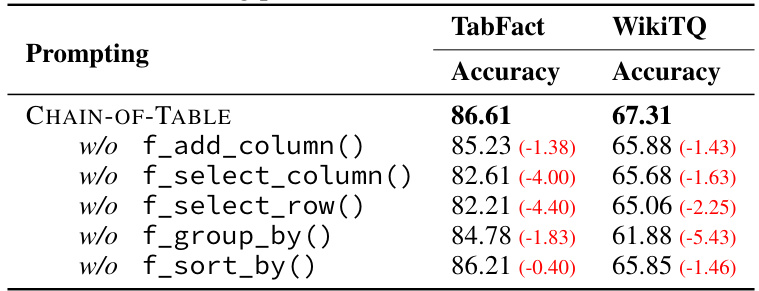 Prompting TabFact WikiTQ
Accuracy Accuracy
CHAIN-OF-TABLE 86.61 67.31
w/o f_add_column() 85.23 (-1.38) 65.88 (-1.43)
w/o f_select_column() 82.61 (-4.00) 65.68 (-1.63)
w/o f_select_row() 82.21 (-4.40) 65.06 (-2.25)
w/o f_group_by() 84.78 (-1.83) 61.88 (-5.43)
w/o f_sort_by() 86.21 (-0.40) 65.85 (-1.46)